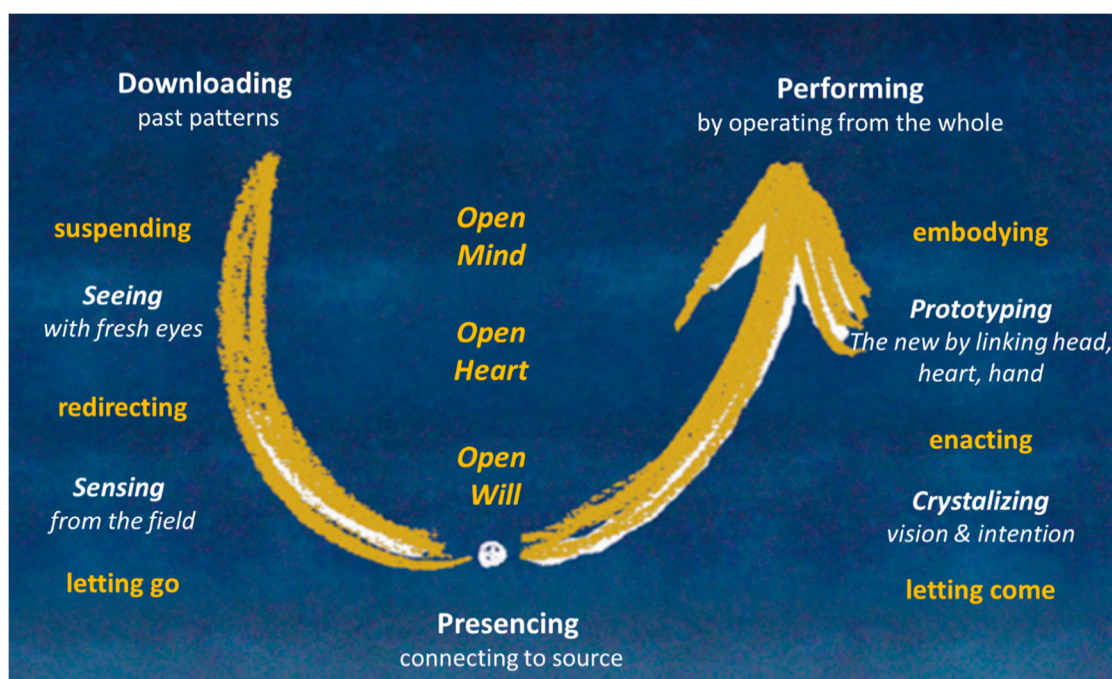 Downloading
past patterns
suspending
Seeing
with fresh eyes
redirecting
Sensing
from the field
letting go
Open
Mind
Open
Heart
Open
Will
Presencing
connecting to source
Performing
by operating from the whole
embodying
Prototyping
The new by linking head,
heart, hand
enacting
Crystalizing
vision & intention
letting come